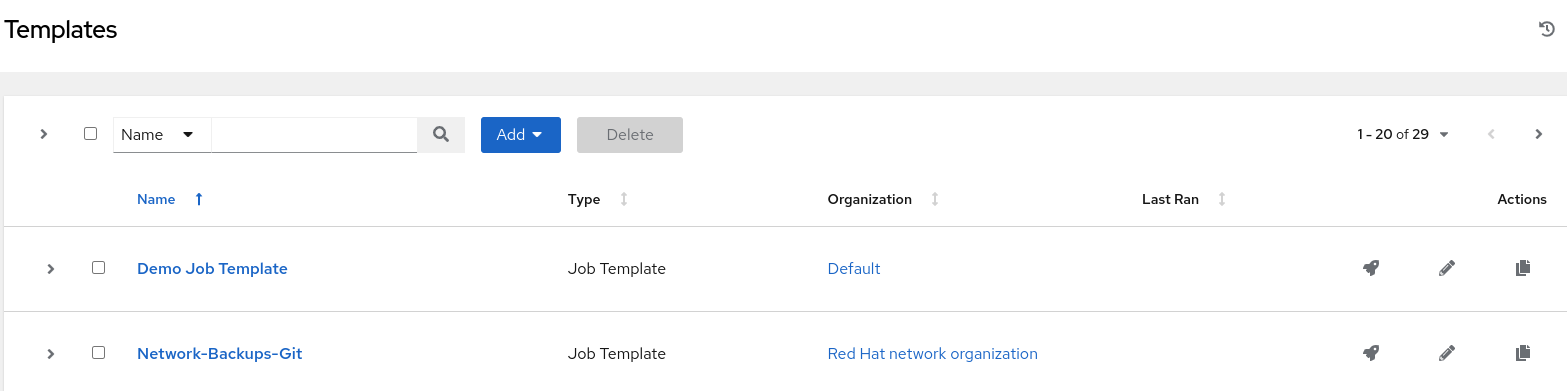 Templates
Name Add Delete 1 - 20 of 29
Name Type Organization Last Ran Actions
Demo Job Template Job Template Default
Network-Backups-Git Job Template Red Hat network organization